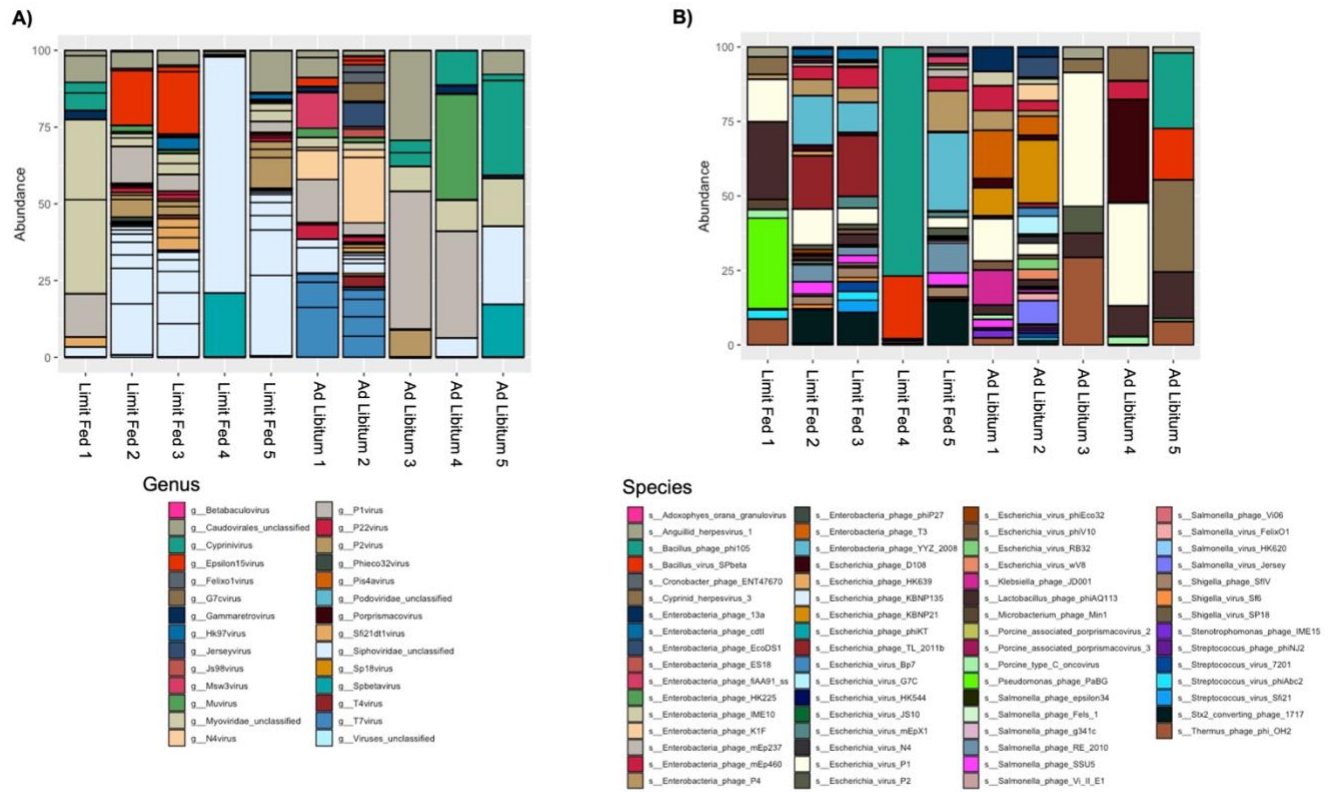 A)
100
75
50
25
0
Abundance
Limit Fed 1
Limit Fed 2
Limit Fed 3
Limit Fed 4
Limit Fed 5
Ad Libitum 1
Ad Libitum 2
Ad Libitum 3
Ad Libitum 4
Ad Libitum 5
Genus
g__Betabaculovirus
g__Caudovirales_unclassified
g__Cyprinivirus
g__Epsilon15virus
g__Felixo1virus
g__G7cvirus
g__Gammaretrovirus
g__Hk97virus
g__Jerseyvirus
g__Js98virus
g__Msw3virus
g__Muvirus
g__Myoviridae_unclassified
g__N4virus
g__P1virus
g__P22virus
g__P2virus
g__Phieco32virus
g__Pis4avirus
g__Podoviridae_unclassified
g__Porprismacovirus
g__Sfi21dt1virus
g__Siphoviridae_unclassified
g__Sp18virus
g__Spbetavirus
g__T4virus
g__T7virus
g__Viruses_unclassified
B)
100
75
50
25
0
Abundance
Limit Fed 1
Limit Fed 2
Limit Fed 3
Limit Fed 4
Limit Fed 5
Ad Libitum 1
Ad Libitum 2
Ad Libitum 3
Ad Libitum 4
Ad Libitum 5
Species
s__Adoxophyes_orana_granulovirus
s__Anguillid_herpesvirus_1
s__Bacillus_phage_phi105
s__Bacillus_virus_SPbeta
s__Cronobacter_phage_ENT47670
s__Cyprinid_herpesvirus_3
s__Enterobacteria_phage_13a
s__Enterobacteria_phage_cdtI
s__Enterobacteria_phage_EcoDS1
s__Enterobacteria_phage_ES18
s__Enterobacteria_phage_fiAA91_ss
s__Enterobacteria_phage_HK225
s__Enterobacteria_phage_IME10
s__Enterobacteria_phage_K1F
s__Enterobacteria_phage_mEp237
s__Enterobacteria_phage_mEp460
s__Enterobacteria_phage_P4
s__Enterobacteria_phage_phiP27
s__Enterobacteria_phage_T3
s__Enterobacteria_phage_YYZ_2008
s__Escherichia_phage_D108
s__Escherichia_phage_HK639
s__Escherichia_phage_KBNP135
s__Escherichia_phage_KBNP21
s__Escherichia_phage_phiKT
s__Escherichia_phage_TL_2011b
s__Escherichia_virus_Bp7
s__Escherichia_virus_G7C
s__Escherichia_virus_HK544
s__Escherichia_virus_JS10
s__Escherichia_virus_mEpX1
s__Escherichia_virus_N4
s__Escherichia_virus_P1
s__Escherichia_virus_P2
s__Escherichia_virus_phiEco32
s__Escherichia_virus_phiV10
s__Escherichia_virus_RB32
s__Escherichia_virus_wV8
s__Klebsiella_phage_JD001
s__Lactobacillus_phage_phiAQ113
s__Microbacterium_phage_Min1
s__Porcine_associated_porprismacovirus_2
s__Porcine_associated_porprismacovirus_3
s__Porcine_type_C_oncovirus
s__Pseudomonas_phage_PaBG
s__Salmonella_phage_epsilon34
s__Salmonella_phage_Fels_1
s__Salmonella_phage_g341c
s__Salmonella_phage_RE_2010
s__Salmonella_phage_SSU5
s__Salmonella_phage_Vi_II_E1
s__Salmonella_phage_Vi06
s__Salmonella_virus_FelixO1
s__Salmonella_virus_HK620
s__Salmonella_virus_Jersey
s__Shigella_phage_SfIV
s__Shigella_virus_Sf6
s__Shigella_virus_SP18
s__Stenotrophomonas_phage_IME15
s__Streptococcus_phage_phiNJ2
s__Streptococcus_virus_7201
s__Streptococcus_virus_phiAbc2
s__Streptococcus_virus_Sfi21
s__Stx2_converting_phage_1717
s__Thermus_phage_phi_OH2